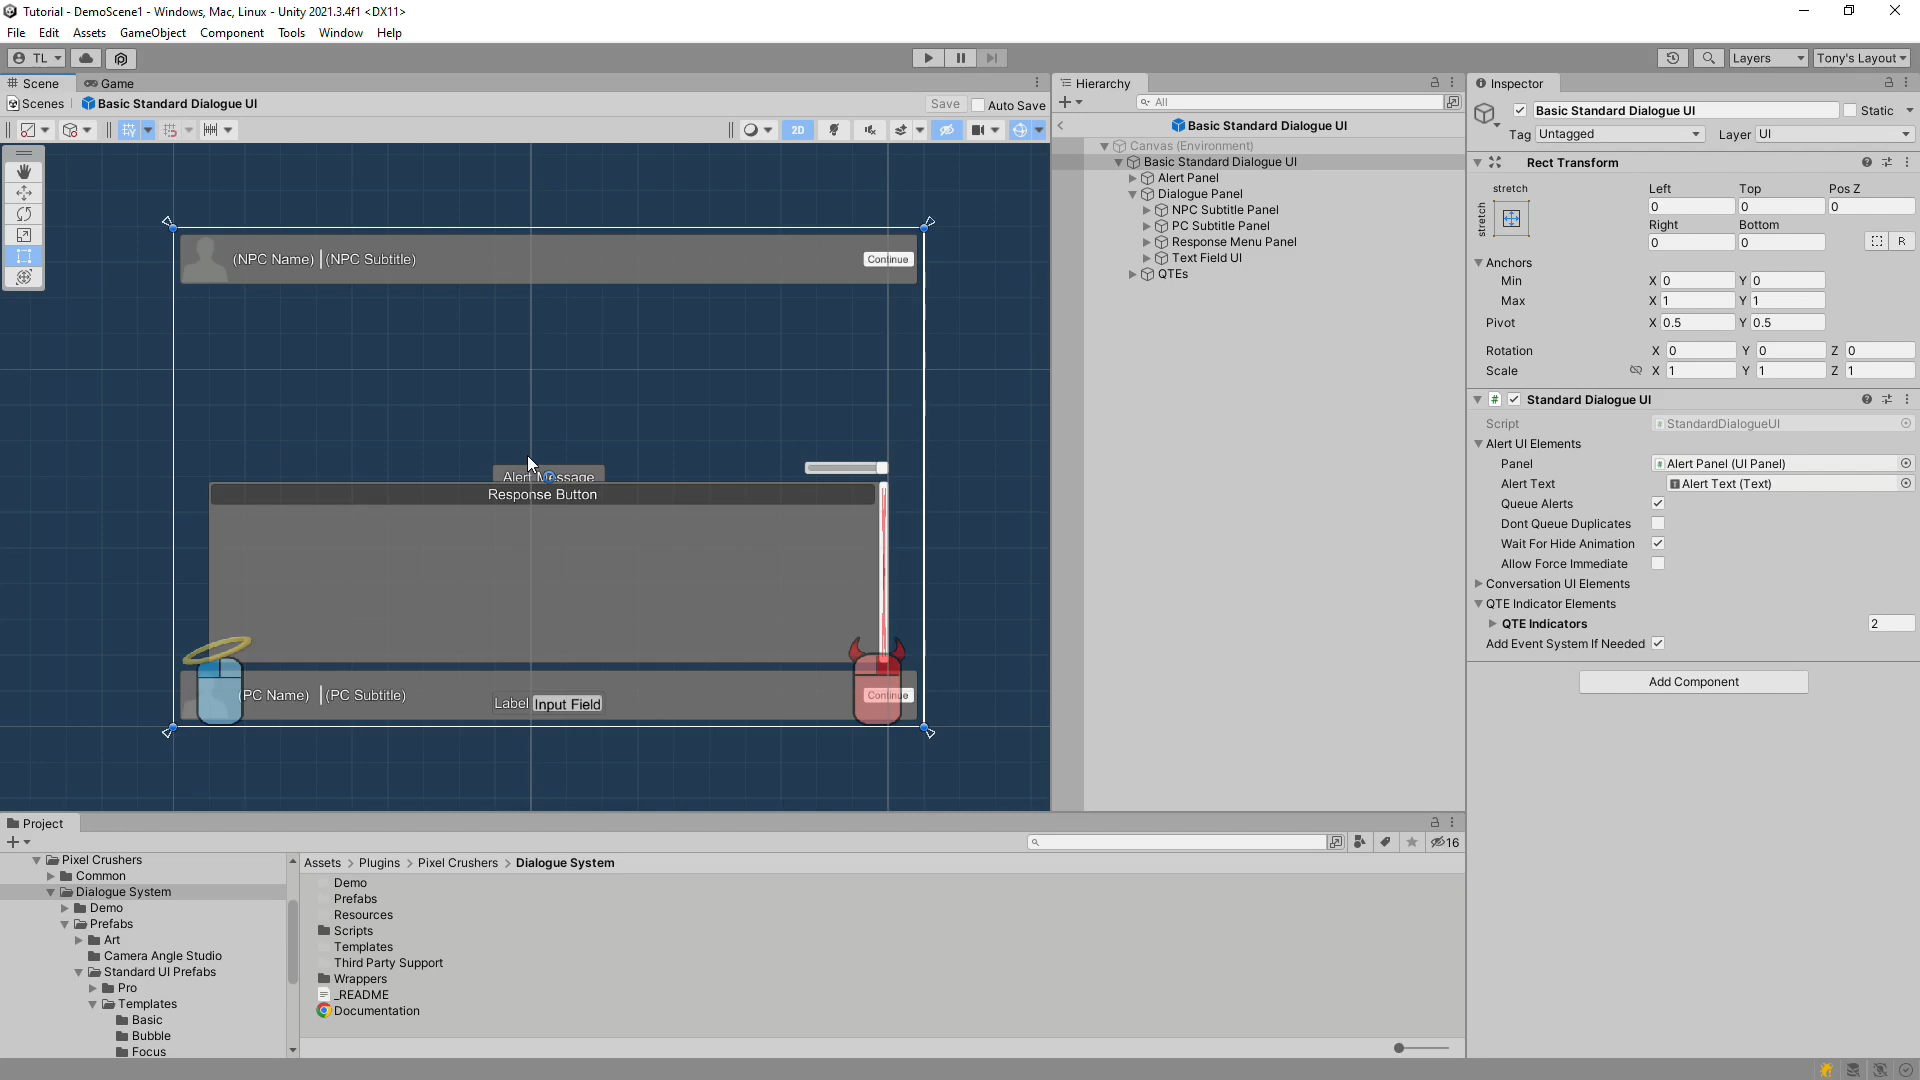 Tutorial - DemoScene1 - Windows, Mac, Linux - Unity 2021.3.4f1 <DX11>
File Edit Assets GameObject Component Tools Window Help
TL
Layers
Tony's Layout
Scene
Game
Scenes
Basic Standard Dialogue UI
Save
Auto Save
2D
(NPC Name)
(NPC Subtitle)
Continue
Alert Message
Response Button
(PC Name)
(PC Subtitle)
Label
Input Field
Continue
Hierarchy
All
Basic Standard Dialogue UI
Canvas (Environment)
Basic Standard Dialogue UI
Alert Panel
Dialogue Panel
NPC Subtitle Panel
PC Subtitle Panel
Response Menu Panel
Text Field UI
QTEs
Inspector
Basic Standard Dialogue UI
Static
Tag Untagged
Layer UI
Rect Transform
stretch
stretch
Left Top Pos Z
0 0 0
Right Bottom
0 0
R
Anchors
Min X 0 Y 0
Max X 1 Y 1
Pivot X 0.5 Y 0.5
Rotation X 0 Y 0 Z 0
Scale X 1 Y 1 Z 1
# Standard Dialogue UI
Script # StandardDialogueUI
Alert UI Elements
Panel # Alert Panel (UI Panel)
Alert Text Alert Text (Text)
Queue Alerts
Dont Queue Duplicates
Wait For Hide Animation
Allow Force Immediate
Conversation UI Elements
QTE Indicator Elements
QTE Indicators 2
Add Event System If Needed
Add Component
Project
16
Pixel Crushers
Common
Dialogue System
Demo
Prefabs
Art
Camera Angle Studio
Standard UI Prefabs
Pro
Templates
Basic
Bubble
Focus
Assets > Plugins > Pixel Crushers > Dialogue System
Demo
Prefabs
Resources
Scripts
Templates
Third Party Support
Wrappers
_README
Documentation